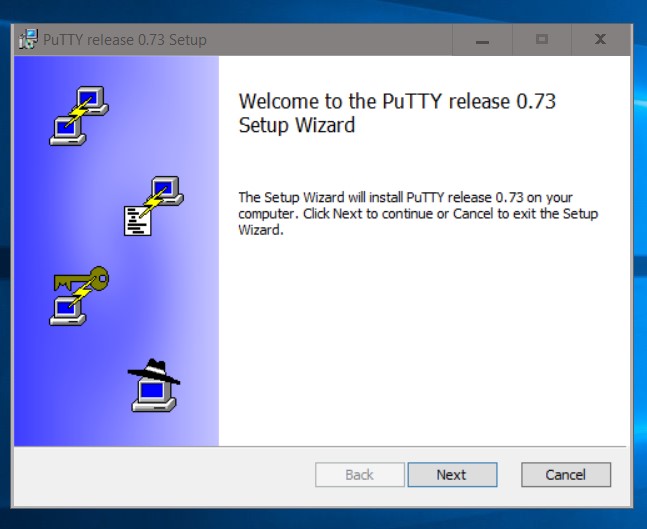 PuTTY release 0.73 Setup
Welcome to the PuTTY release 0.73
Setup Wizard
The Setup Wizard will install PuTTY release 0.73 on your
computer. Click Next to continue or Cancel to exit the Setup
Wizard.
Back
Next
Cancel